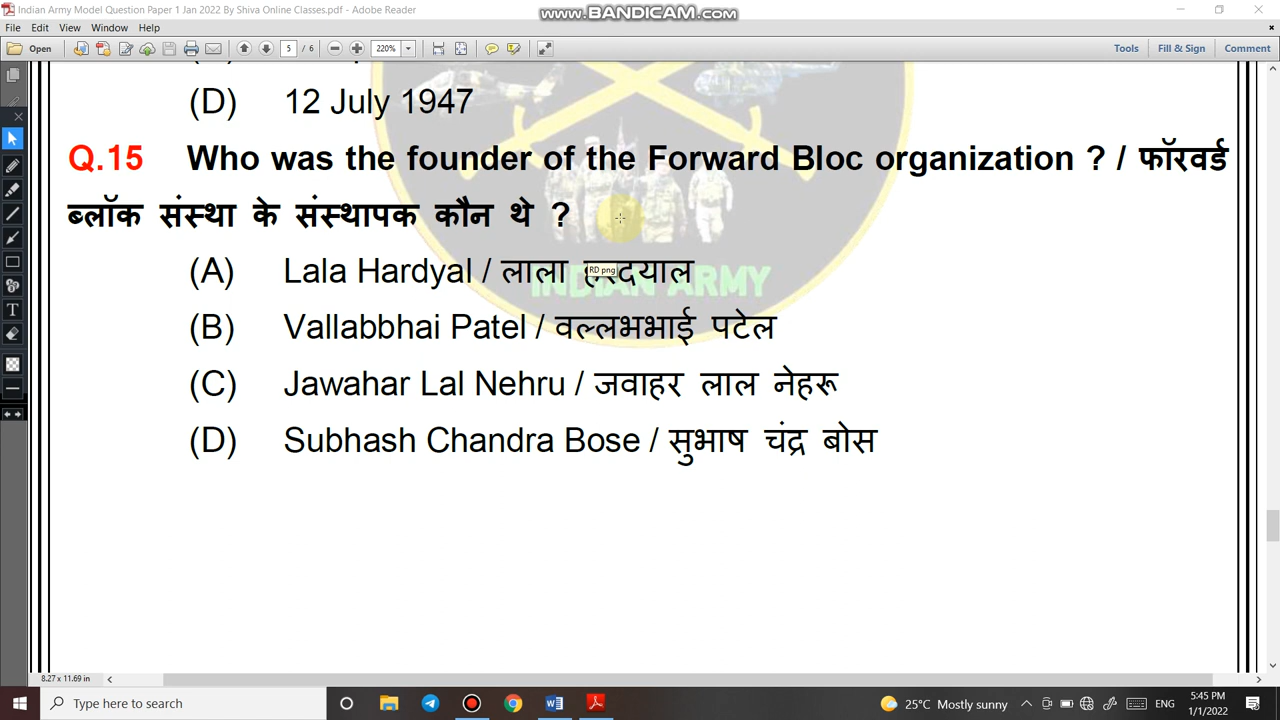 Indian Army Model Question Paper 1 Jan 2022 By Shiva Online Classes.pdf - Adobe Reader
www.BANDICAM.com
File Edit View Window Help
Open 5 / 6 220% Tools Fill & Sign Comment
(D) 12 July 1947
Q.15 Who was the founder of the Forward Bloc organization ? / फॉरवर्ड
ब्लॉक संस्था के संस्थापक कौन थे ?
(A) Lala Hardyal / लाला हरदयाल
RD png
INDIAN ARMY
(B) Vallabbhai Patel / वल्लभभाई पटेल
(C) Jawahar Lal Nehru / जवाहर लाल नेहरू
(D) Subhash Chandra Bose / सुभाष चंद्र बोस
8.27 x 11.69 in
Type here to search 25°C Mostly sunny ENG 5:45 PM
1/1/2022